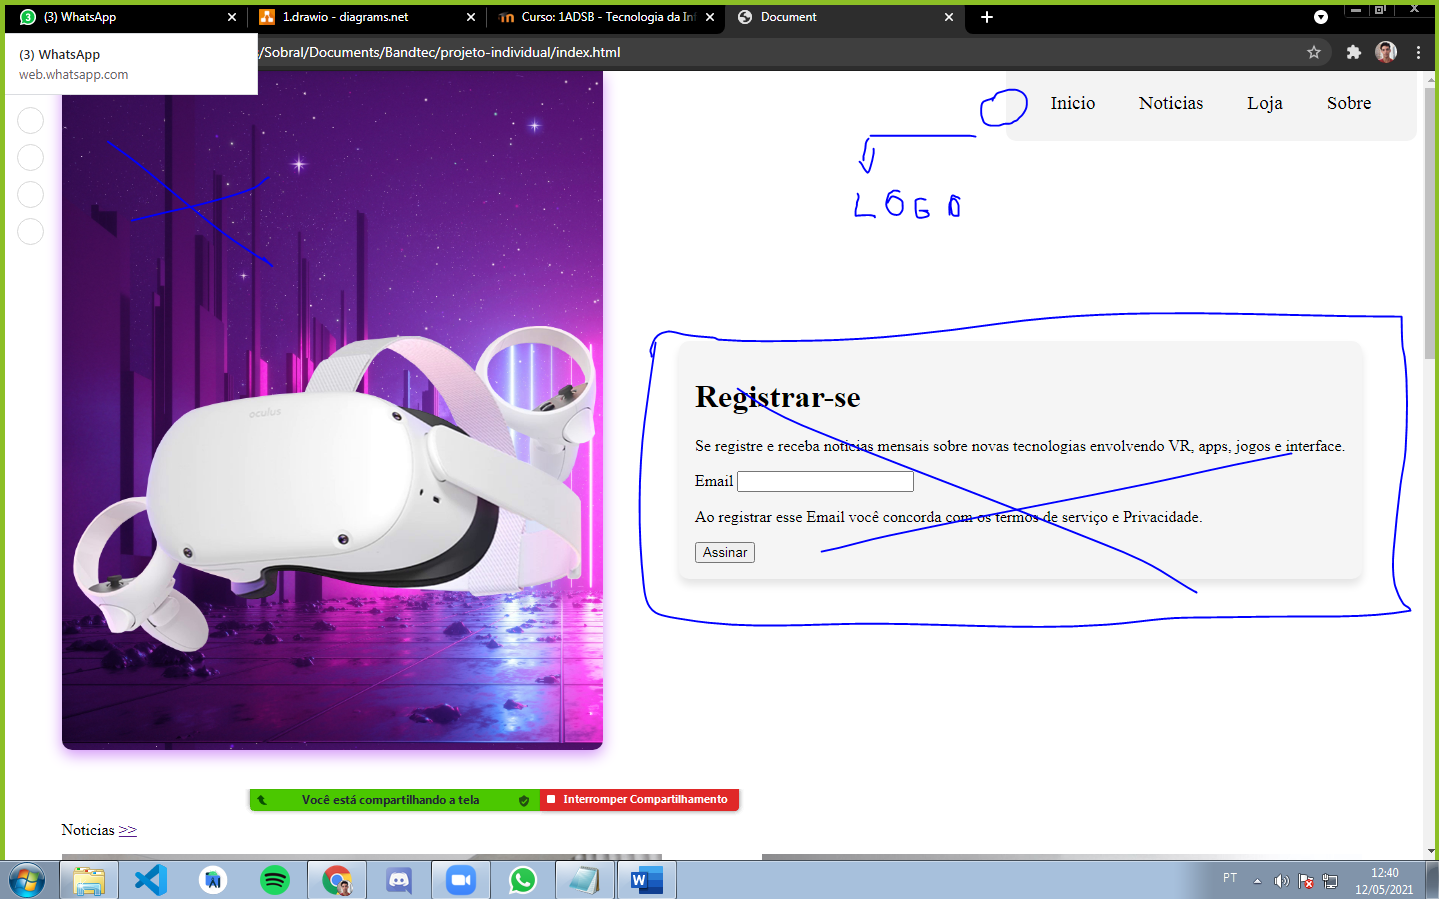 (3) WhatsApp
1.drawio - diagrams.net
Curso: 1ADSB - Tecnologia da In
Document
(3) WhatsApp
web.whatsapp.com
/Sobral/Documents/Bandtec/projeto-individual/index.html
Inicio Noticias Loja Sobre
LOGO
oculus
Registrar-se
Se registre e receba notícias mensais sobre novas tecnologias envolvendo VR, apps, jogos e interface.
Email
Ao registrar esse Email você concorda com os termos de serviço e Privacidade.
Assinar
Você está compartilhando a tela
Interromper Compartilhamento
Noticias >>
PT
12:40
12/05/2021